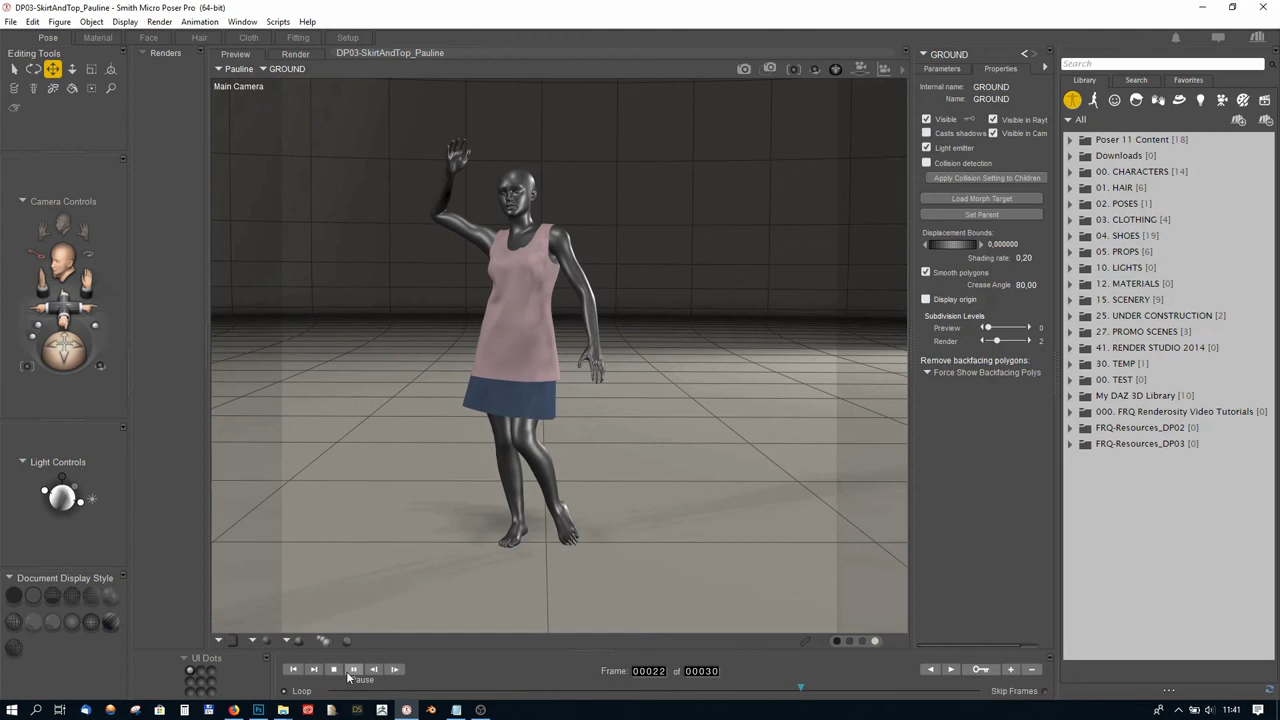 DP03-SkirtAndTop_Pauline - Smith Micro Poser Pro (64-bit)
File Edit Figure Object Display Render Animation Window Scripts Help
Pose Material Face Hair Cloth Fitting Setup
Editing Tools
Renders
Preview Render DP03-SkirtAndTop_Pauline
Pauline GROUND
Main Camera
Camera Controls
Light Controls
Document Display Style
UI Dots
Pause
Loop
Frame: 00022 of 00030
Skip Frames
GROUND
Parameters Properties
Internal name: GROUND
Name: GROUND
Visible Visible in Rayt
Casts shadows Visible in Cam
Light emitter
Collision detection
Apply Collision Setting to Children
Load Morph Target
Set Parent
Displacement Bounds:
0,000000
Shading rate: 0,20
Smooth polygons
Crease Angle 80,00
Display origin
Subdivision Levels
Preview 0
Render 2
Remove backfacing polygons:
Force Show Backfacing Polys
Search
Library Search Favorites
All
Poser 11 Content [18]
Downloads [0]
00. CHARACTERS [14]
01. HAIR [6]
02. POSES [1]
03. CLOTHING [4]
04. SHOES [19]
05. PROPS [6]
10. LIGHTS [0]
12. MATERIALS [0]
15. SCENERY [9]
25. UNDER CONSTRUCTION [2]
27. PROMO SCENES [3]
41. RENDER STUDIO 2014 [0]
30. TEMP [1]
00. TEST [0]
My DAZ 3D Library [10]
000. FRQ Renderosity Video Tutorials [0]
FRQ-Resources_DP02 [0]
FRQ-Resources_DP03 [0]
11:41